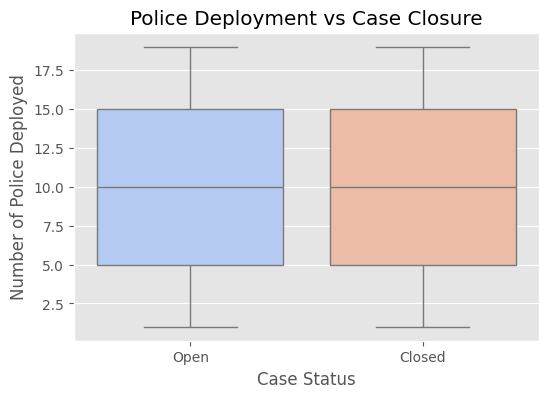 Police Deployment vs Case Closure
Number of Police Deployed
17.5
15.0
12.5
10.0
7.5
5.0
2.5
Open
Closed
Case Status